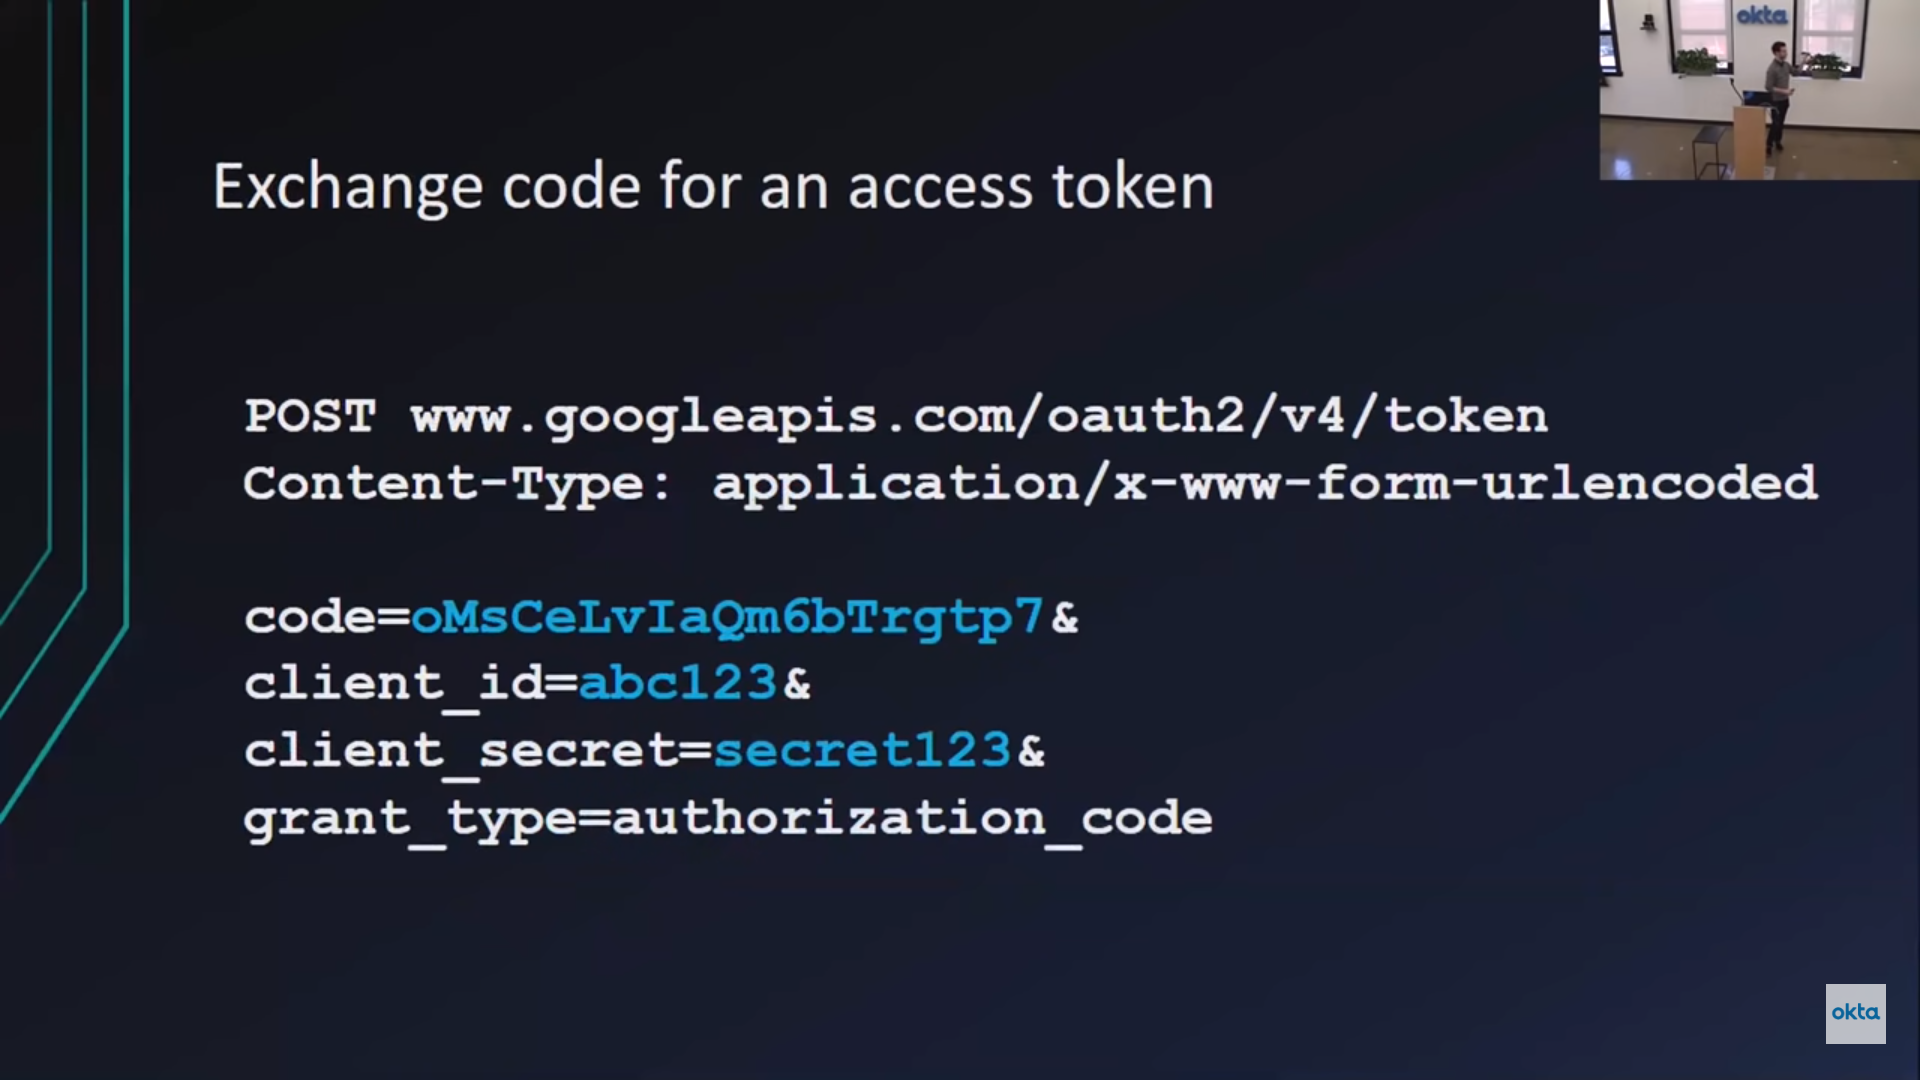 okta
Exchange code for an access token
POST www.googleapis.com/oauth2/v4/token
Content-Type: application/x-www-form-urlencoded
code=oMsCeLvIaQm6bTrgtp7&
client_id=abc123&
client_secret=secret123&
grant_type=authorization_code
okta